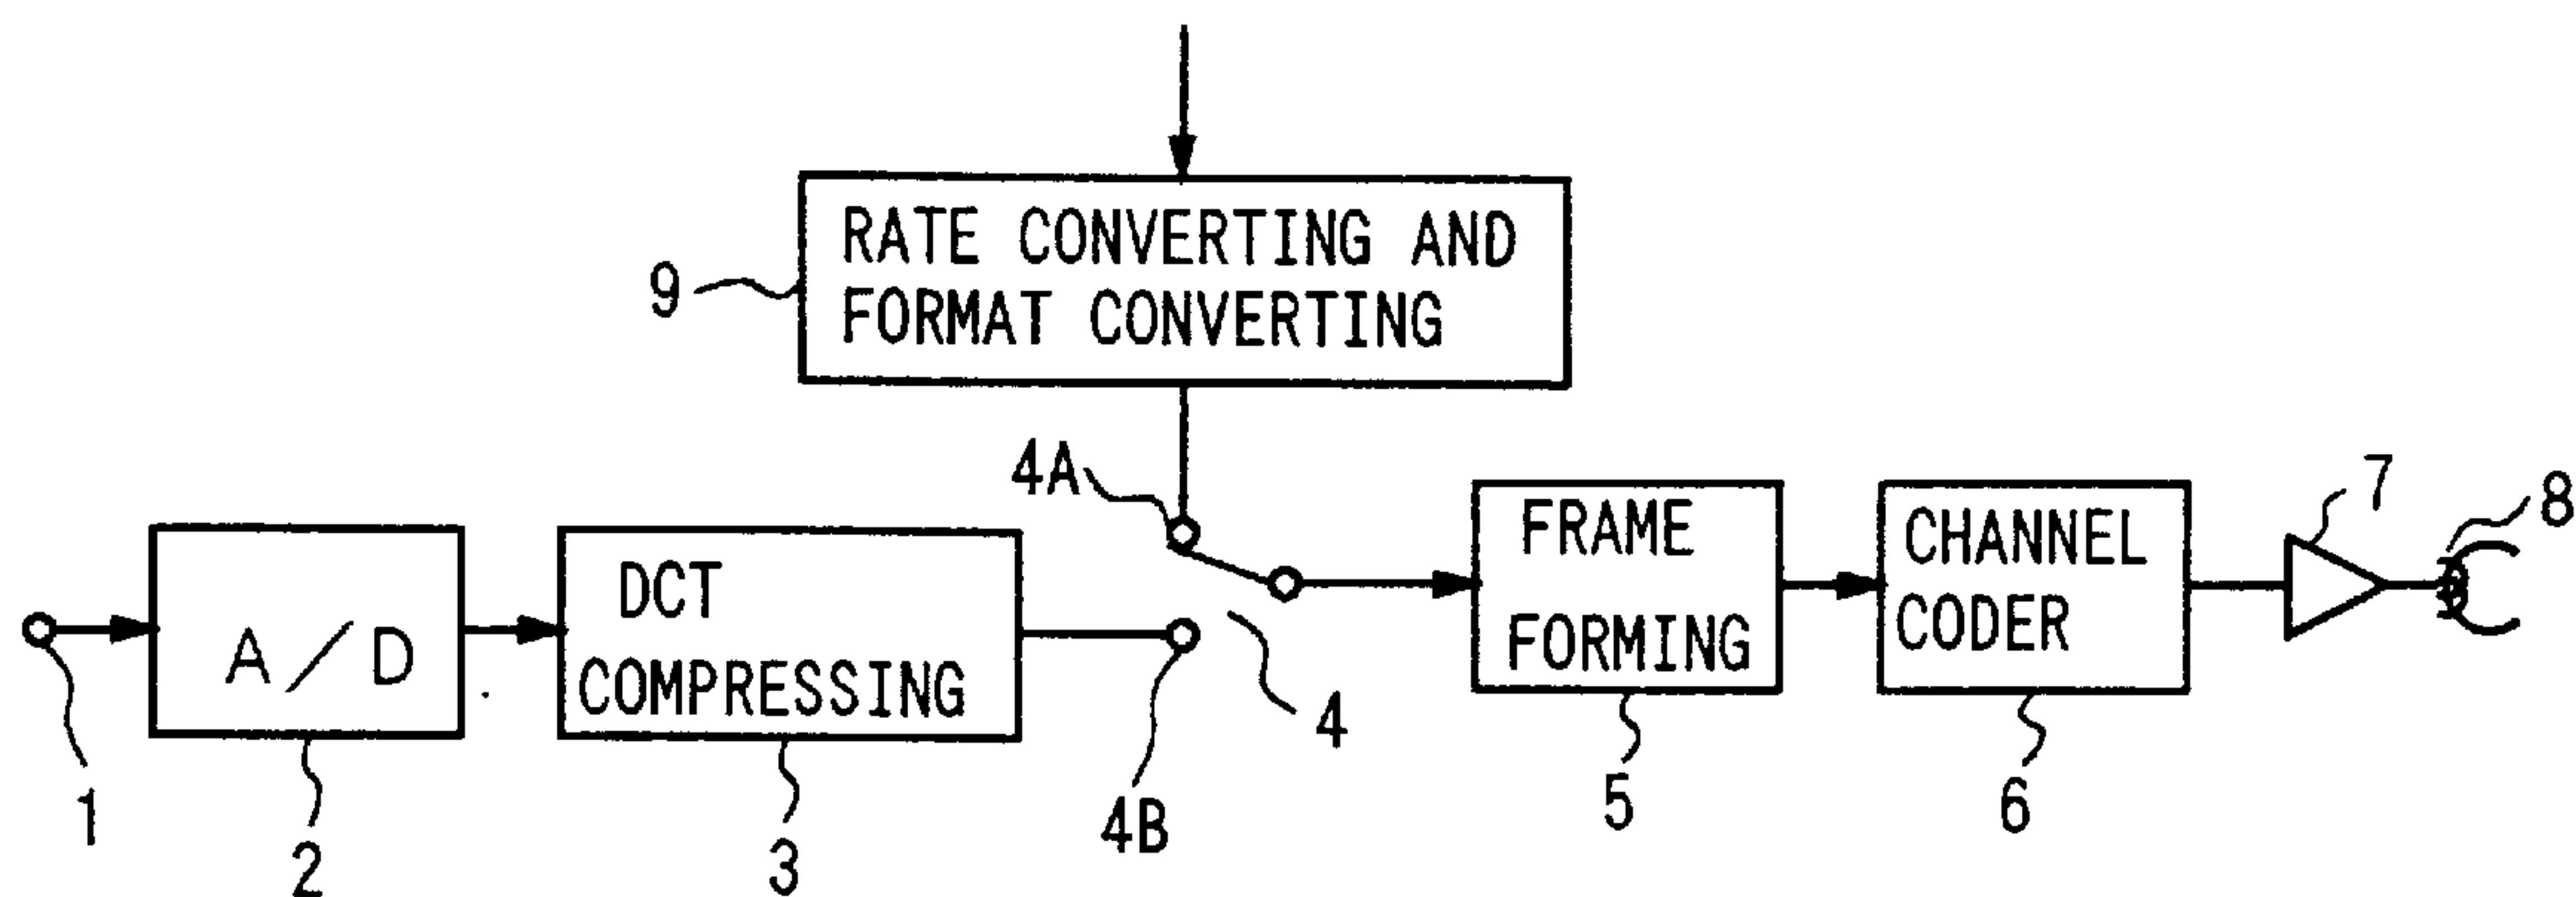 RATE CONVERTING AND
FORMAT CONVERTING
9
4A
7
8
FRAME
FORMING
CHANNEL
CODER
DCT
COMPRESSING
A/D
4
1
2
3
4B
5
6